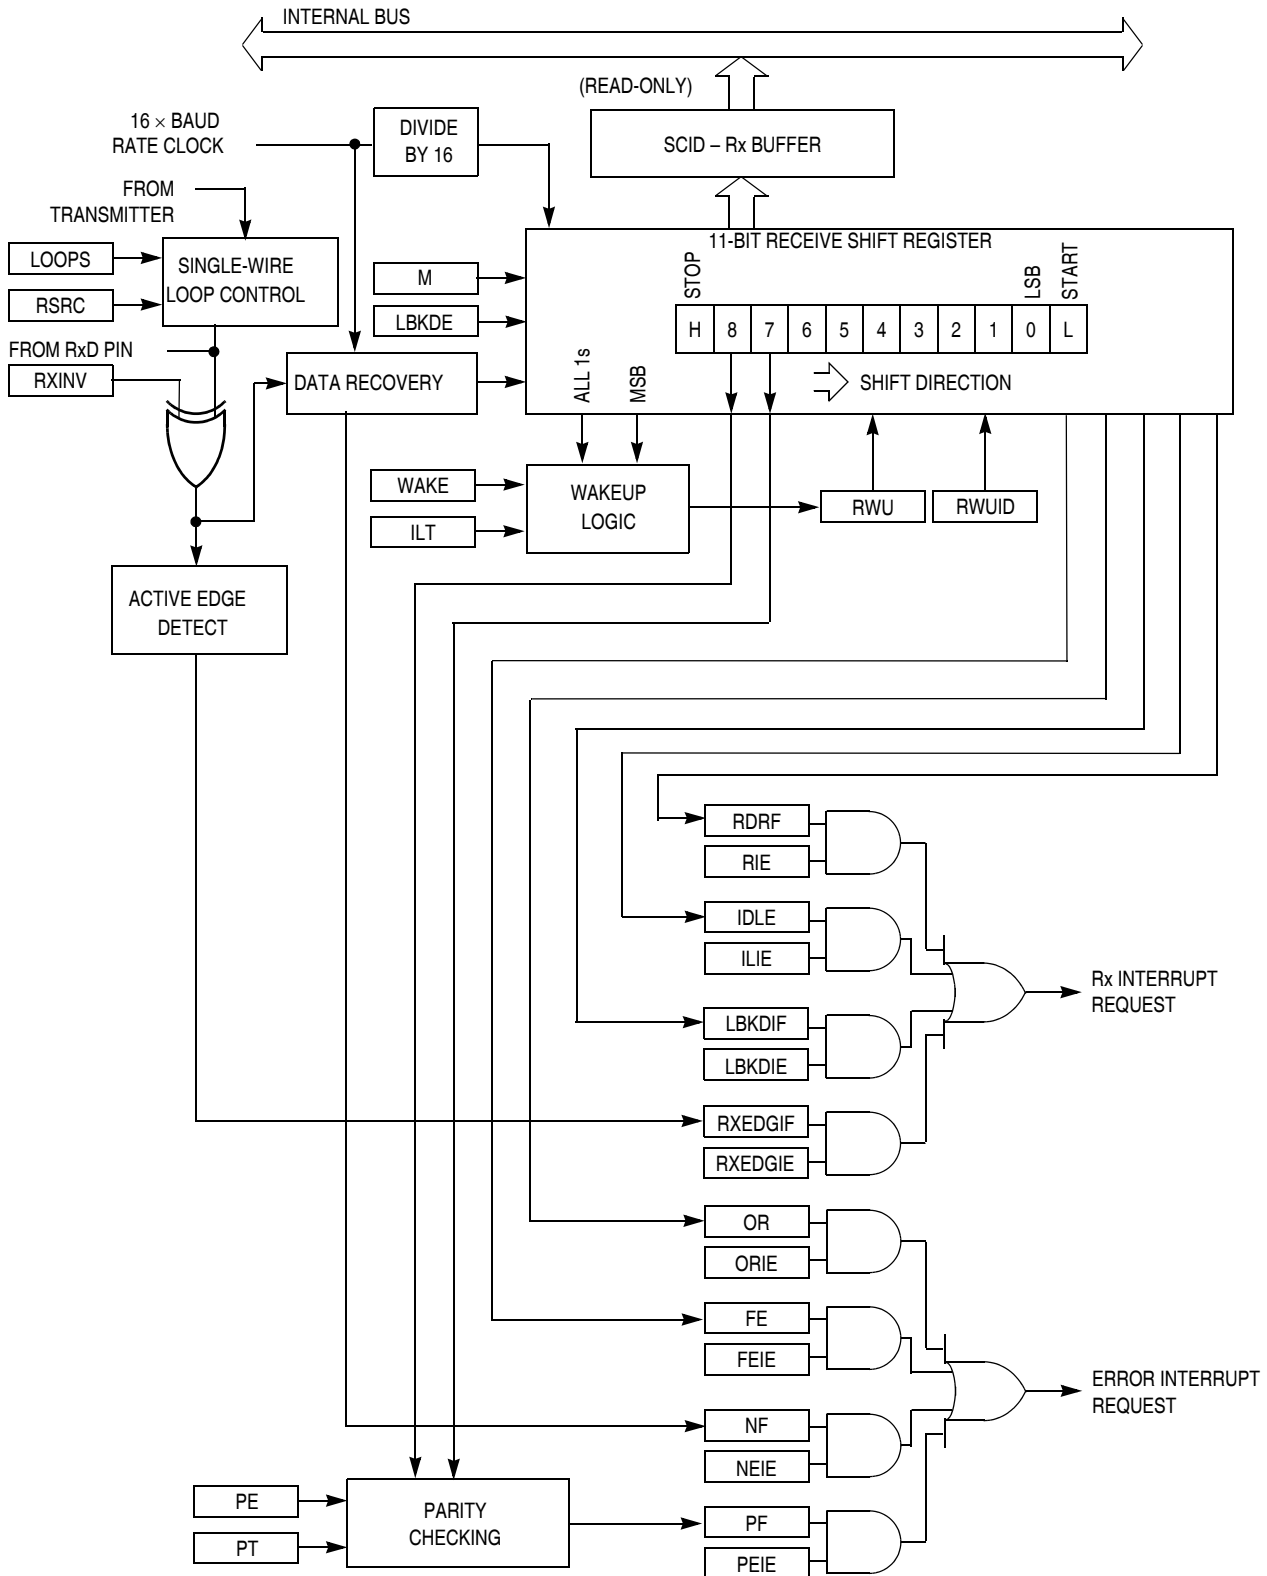 INTERNAL BUS
(READ-ONLY)
16 × BAUD
RATE CLOCK
DIVIDE
BY 16
SCID – Rx BUFFER
FROM
TRANSMITTER
11-BIT RECEIVE SHIFT REGISTER
LOOPS
RSRC
SINGLE-WIRE
LOOP CONTROL
M
LBKDE
STOP
LSB
START
H 8 7 6 5 4 3 2 1 0 L
FROM RxD PIN
RXINV
DATA RECOVERY
ALL 1s
MSB
SHIFT DIRECTION
WAKE
ILT
WAKEUP
LOGIC
RWU
RWUID
ACTIVE EDGE
DETECT
RDRF
RIE
IDLE
ILIE
Rx INTERRUPT
REQUEST
LBKDIF
LBKDIE
RXEDGIF
RXEDGIE
OR
ORIE
FE
FEIE
ERROR INTERRUPT
REQUEST
NF
NEIE
PE
PT
PARITY
CHECKING
PF
PEIE